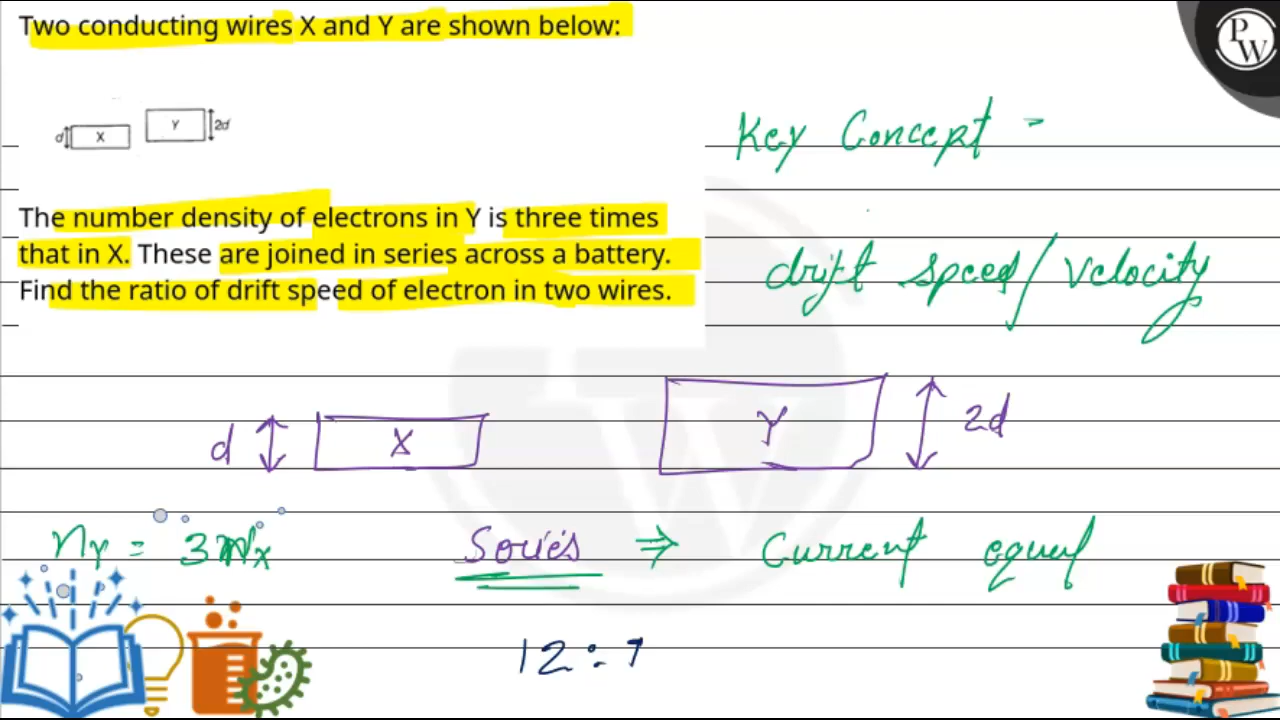 Two conducting wires X and Y are shown below:
PW
d X Y 2d
Key Concept -
The number density of electrons in Y is three times
that in X. These are joined in series across a battery.
Find the ratio of drift speed of electron in two wires.
drift speed/velocity
d X Y 2d
Series ⇒ Current equal
12:1